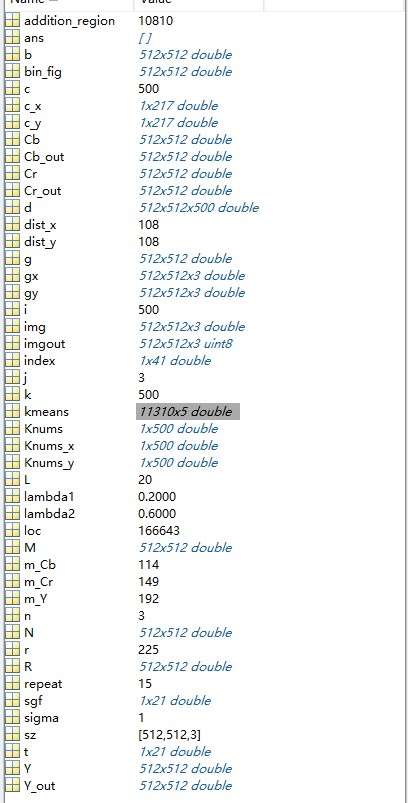 Name Value
addition_region 10810
ans []
b 512x512 double
bin_fig 512x512 double
c 500
c_x 1x217 double
c_y 1x217 double
Cb 512x512 double
Cb_out 512x512 double
Cr 512x512 double
Cr_out 512x512 double
d 512x512x500 double
dist_x 108
dist_y 108
g 512x512 double
gx 512x512x3 double
gy 512x512x3 double
i 500
img 512x512x3 double
imgout 512x512x3 uint8
index 1x41 double
j 3
k 500
kmeans 11310x5 double
Knums 1x500 double
Knums_x 1x500 double
Knums_y 1x500 double
L 20
lambda1 0.2000
lambda2 0.6000
loc 166643
M 512x512 double
m_Cb 114
m_Cr 149
m_Y 192
n 3
N 512x512 double
r 225
R 512x512 double
repeat 15
sgf 1x21 double
sigma 1
sz [512,512,3]
t 1x21 double
Y 512x512 double
Y_out 512x512 double